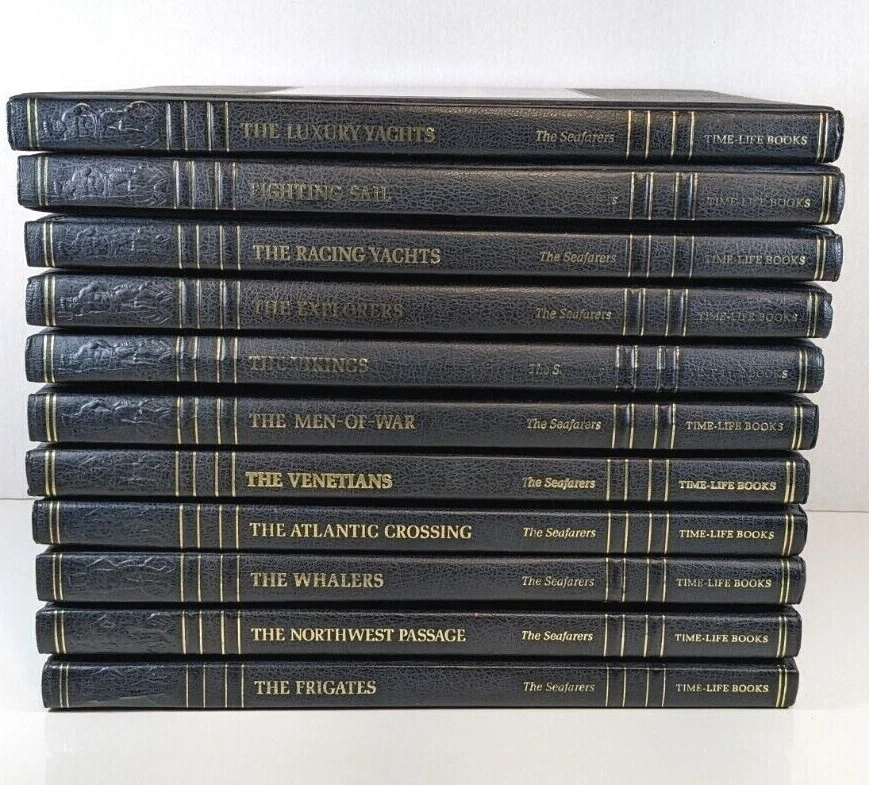 THE LUXURY YACHTS The Seafarers TIME-LIFE BOOKS
FIGHTING SAIL TIME-LIFE BOOKS
THE RACING YACHTS The Seafarers TIME-LIFE BOOKS
THE EXPLORERS The Seafarers TIME-LIFE BOOKS
THE VIKINGS The S TIME-LIFE BOOKS
THE MEN-OF-WAR The Seafarers TIME-LIFE BOOKS
THE VENETIANS The Seafarers TIME-LIFE BOOKS
THE ATLANTIC CROSSING The Seafarers TIME-LIFE BOOKS
THE WHALERS The Seafarers TIME-LIFE BOOKS
THE NORTHWEST PASSAGE The Seafarers TIME-LIFE BOOKS
THE FRIGATES The Seafarers TIME-LIFE BOOKS